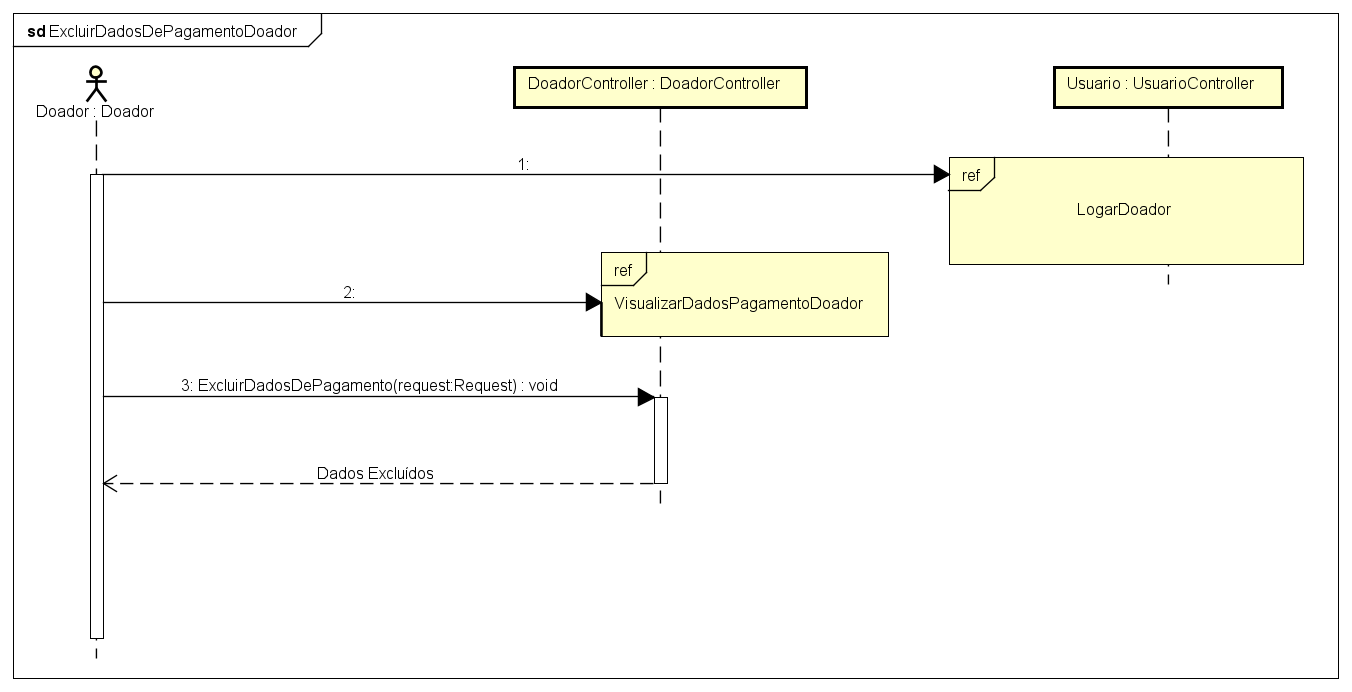 sd ExcluirDadosDePagamentoDoador
Doador : Doador
DoadorController : DoadorController
Usuario : UsuarioController
1:
ref
LogarDoador
ref
2:
VisualizarDadosPagamentoDoador
3: ExcluirDadosDePagamento(request:Request) : void
Dados Excluídos